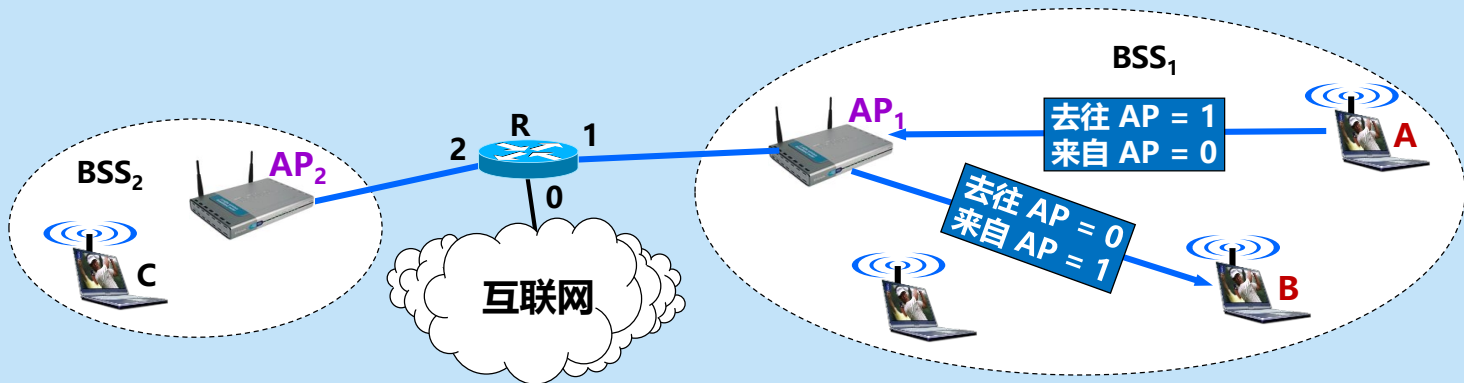 BSS₁
AP₁
去往 AP = 1
来自 AP = 0
A
R
2
1
0
BSS₂
AP₂
C
去往 AP = 0
来自 AP = 1
B
互联网